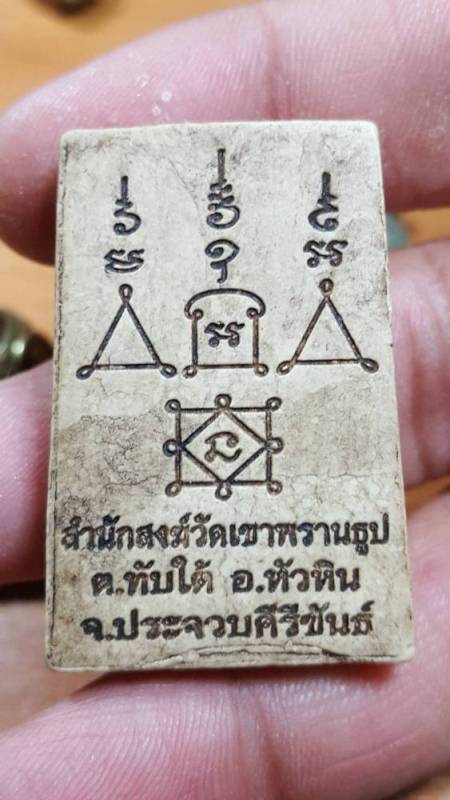 สำนักสงฆ์วัดเขาพรานธูป
ต.ทับใต้ อ.หัวหิน
จ.ประจวบคีรีขันธ์